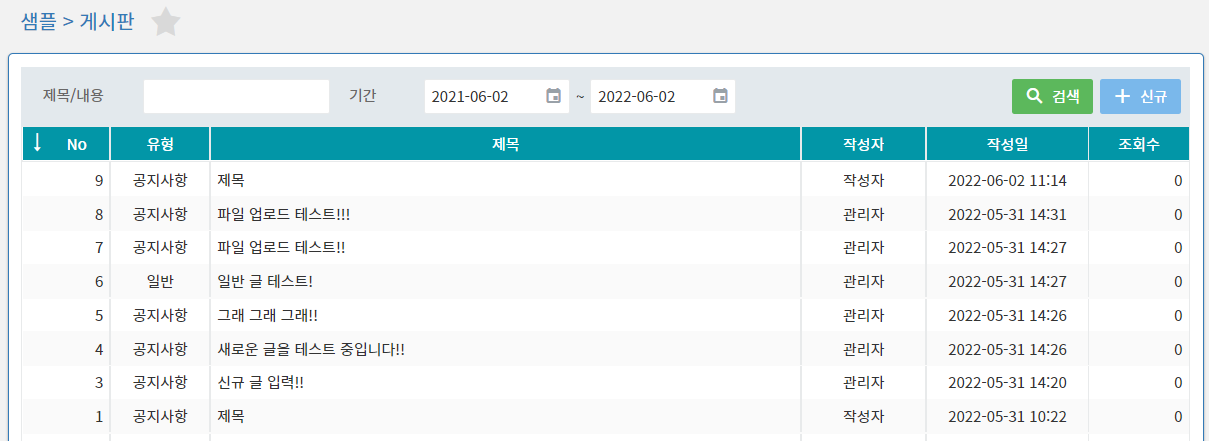 샘플 > 게시판
제목/내용 기간 2021-06-02 ~ 2022-06-02 검색 신규
No 유형 제목 작성자 작성일 조회수
9 공지사항 제목 작성자 2022-06-02 11:14 0
8 공지사항 파일 업로드 테스트!!! 관리자 2022-05-31 14:31 0
7 공지사항 파일 업로드 테스트!! 관리자 2022-05-31 14:27 0
6 일반 일반 글 테스트! 관리자 2022-05-31 14:27 0
5 공지사항 그래 그래 그래!! 관리자 2022-05-31 14:26 0
4 공지사항 새로운 글을 테스트 중입니다!! 관리자 2022-05-31 14:26 0
3 공지사항 신규 글 입력!! 관리자 2022-05-31 14:20 0
1 공지사항 제목 작성자 2022-05-31 10:22 0